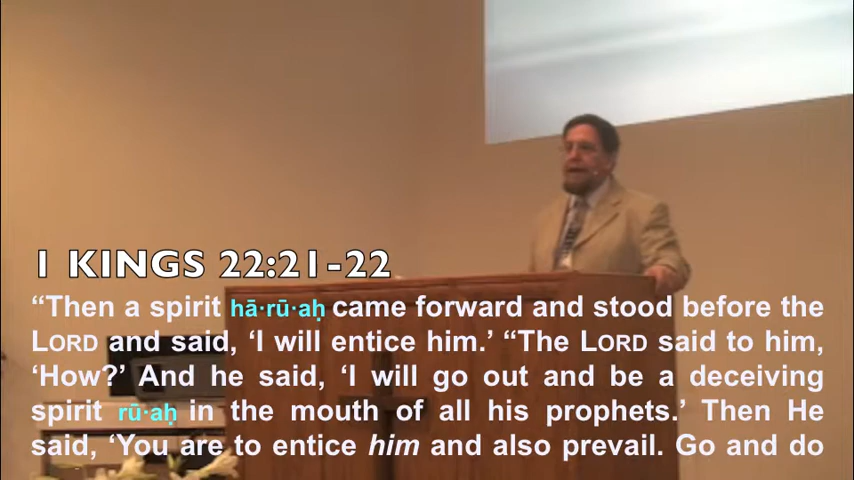 1 KINGS 22:21-22
“Then a spirit hā·rū·aḥ came forward and stood before the
LORD and said, ‘I will entice him.’ “The LORD said to him,
‘How?’ And he said, ‘I will go out and be a deceiving
spirit rū·aḥ in the mouth of all his prophets.’ Then He
said, ‘You are to entice him and also prevail. Go and do